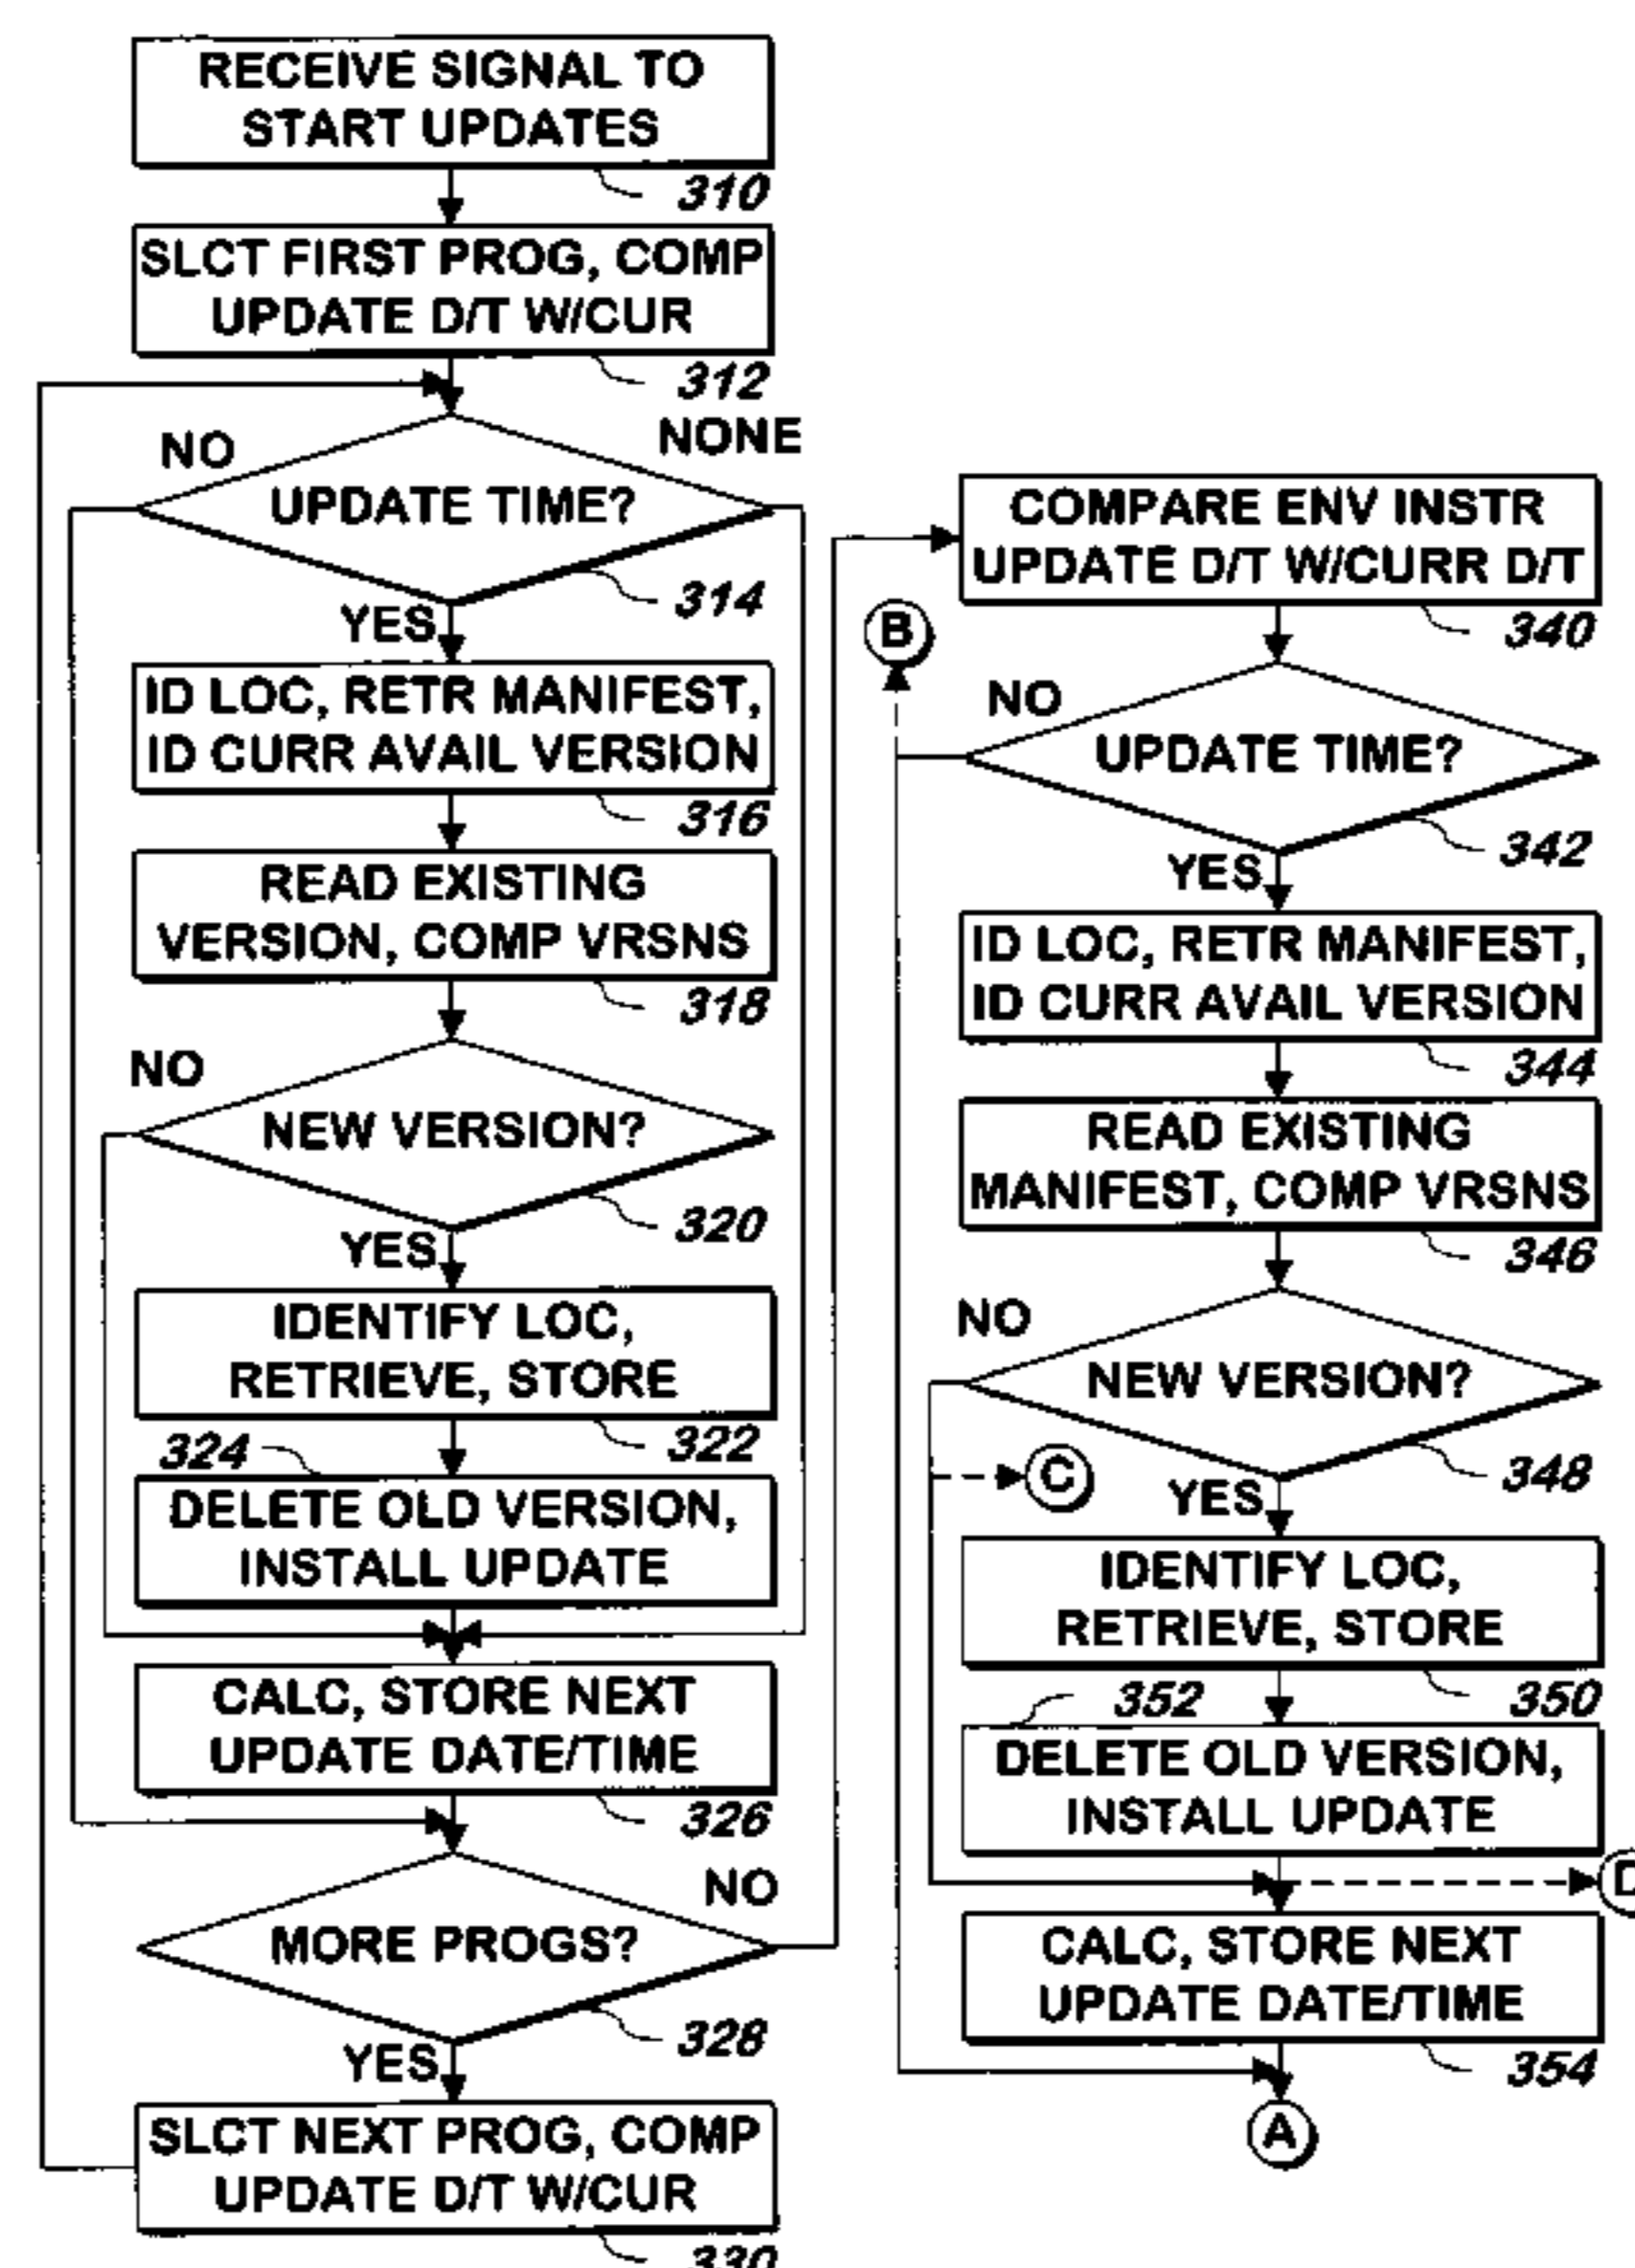 RECEIVE SIGNAL TO
START UPDATES
310
SLCT FIRST PROG, COMP
UPDATE D/T W/CUR
312
NO
NONE
UPDATE TIME?
314
YES
ID LOC, RETR MANIFEST,
ID CURR AVAIL VERSION
316
READ EXISTING
VERSION, COMP VRSNS
318
NO
NEW VERSION?
320
YES
IDENTIFY LOC,
RETRIEVE, STORE
322
324
DELETE OLD VERSION,
INSTALL UPDATE
CALC, STORE NEXT
UPDATE DATE/TIME
326
NO
MORE PROGS?
328
YES
SLCT NEXT PROG, COMP
UPDATE D/T W/CUR
330
COMPARE ENV INSTR
UPDATE D/T W/CURR D/T
340
B
NO
UPDATE TIME?
342
YES
ID LOC, RETR MANIFEST,
ID CURR AVAIL VERSION
344
READ EXISTING
MANIFEST, COMP VRSNS
346
NO
NEW VERSION?
348
C
YES
IDENTIFY LOC,
RETRIEVE, STORE
350
352
DELETE OLD VERSION,
INSTALL UPDATE
D
CALC, STORE NEXT
UPDATE DATE/TIME
354
A